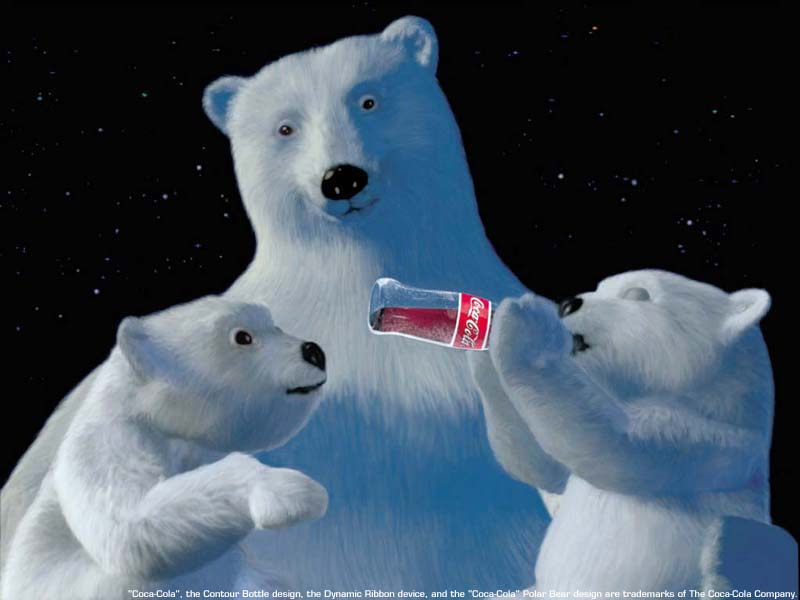 Coca-Cola
"Coca-Cola", the Contour Bottle design, the Dynamic Ribbon device, and the "Coca-Cola" Polar Bear design are trademarks of The Coca-Cola Company.